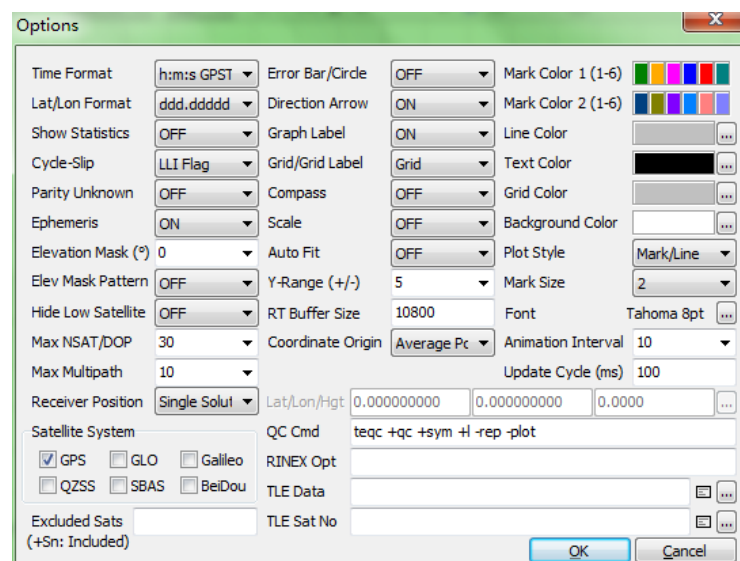 Options
Time Format h:m:s GPST Error Bar/Circle OFF Mark Color 1 (1-6)
Lat/Lon Format ddd.ddddd Direction Arrow ON Mark Color 2 (1-6)
Show Statistics OFF Graph Label ON Line Color ...
Cycle-Slip LLI Flag Grid/Grid Label Grid Text Color ...
Parity Unknown OFF Compass OFF Grid Color ...
Ephemeris ON Scale OFF Background Color ...
Elevation Mask (°) 0 Auto Fit OFF Plot Style Mark/Line
Elev Mask Pattern OFF Y-Range (+/-) 5 Mark Size 2
Hide Low Satellite OFF RT Buffer Size 10800 Font Tahoma 8pt ...
Max NSAT/DOP 30 Coordinate Origin Average Pc Animation Interval 10
Max Multipath 10 Update Cycle (ms) 100
Receiver Position Single Solut Lat/Lon/Hgt 0.000000000 0.000000000 0.0000 ...
Satellite System QC Cmd teqc +qc +sym +l -rep -plot
GPS GLO Galileo RINEX Opt
QZSS SBAS BeiDou TLE Data ...
Excluded Sats TLE Sat No ...
(+Sn: Included) OK Cancel